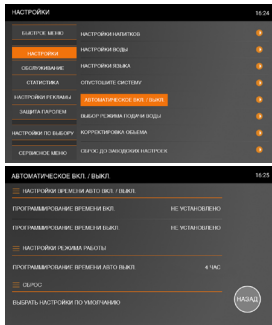 НАСТРОЙКИ 16:24
БЫСТРОЕ МЕНЮ
НАСТРОЙКИ
ОБСЛУЖИВАНИЕ
СТАТИСТИКА
НАСТРОЙКИ РЕКЛАМЫ
ЗАЩИТА ПАРОЛЕМ
НАСТРОЙКИ ПО ВЫБОРУ
СЕРВИСНОЕ МЕНЮ
НАСТРОЙКИ НАПИТКОВ
НАСТРОЙКИ ВОДЫ
НАСТРОЙКИ ЯЗЫКА
ОПУСТОШИТЕ СИСТЕМУ
АВТОМАТИЧЕСКОЕ ВКЛ. / ВЫКЛ.
ВЫБОР РЕЖИМА ПОДАЧИ ВОДЫ
КОРРЕКТИРОВКА ОБЪЕМА
СБРОС ДО ЗАВОДСКИХ НАСТРОЕК
АВТОМАТИЧЕСКОЕ ВКЛ. / ВЫКЛ. 16:25
НАСТРОЙКИ ВРЕМЕНИ АВТО ВКЛ. / ВЫКЛ.
ПРОГРАММИРОВАНИЕ ВРЕМЕНИ ВКЛ. НЕ УСТАНОВЛЕНО
ПРОГРАММИРОВАНИЕ ВРЕМЕНИ ВЫКЛ. НЕ УСТАНОВЛЕНО
НАСТРОЙКИ РЕЖИМА РАБОТЫ
ПРОГРАММИРОВАНИЕ ВРЕМЕНИ АВТО ВЫКЛ. 4 ЧАС
СБРОС
ВЫБРАТЬ НАСТРОЙКИ ПО УМОЛЧАНИЮ
НАЗАД